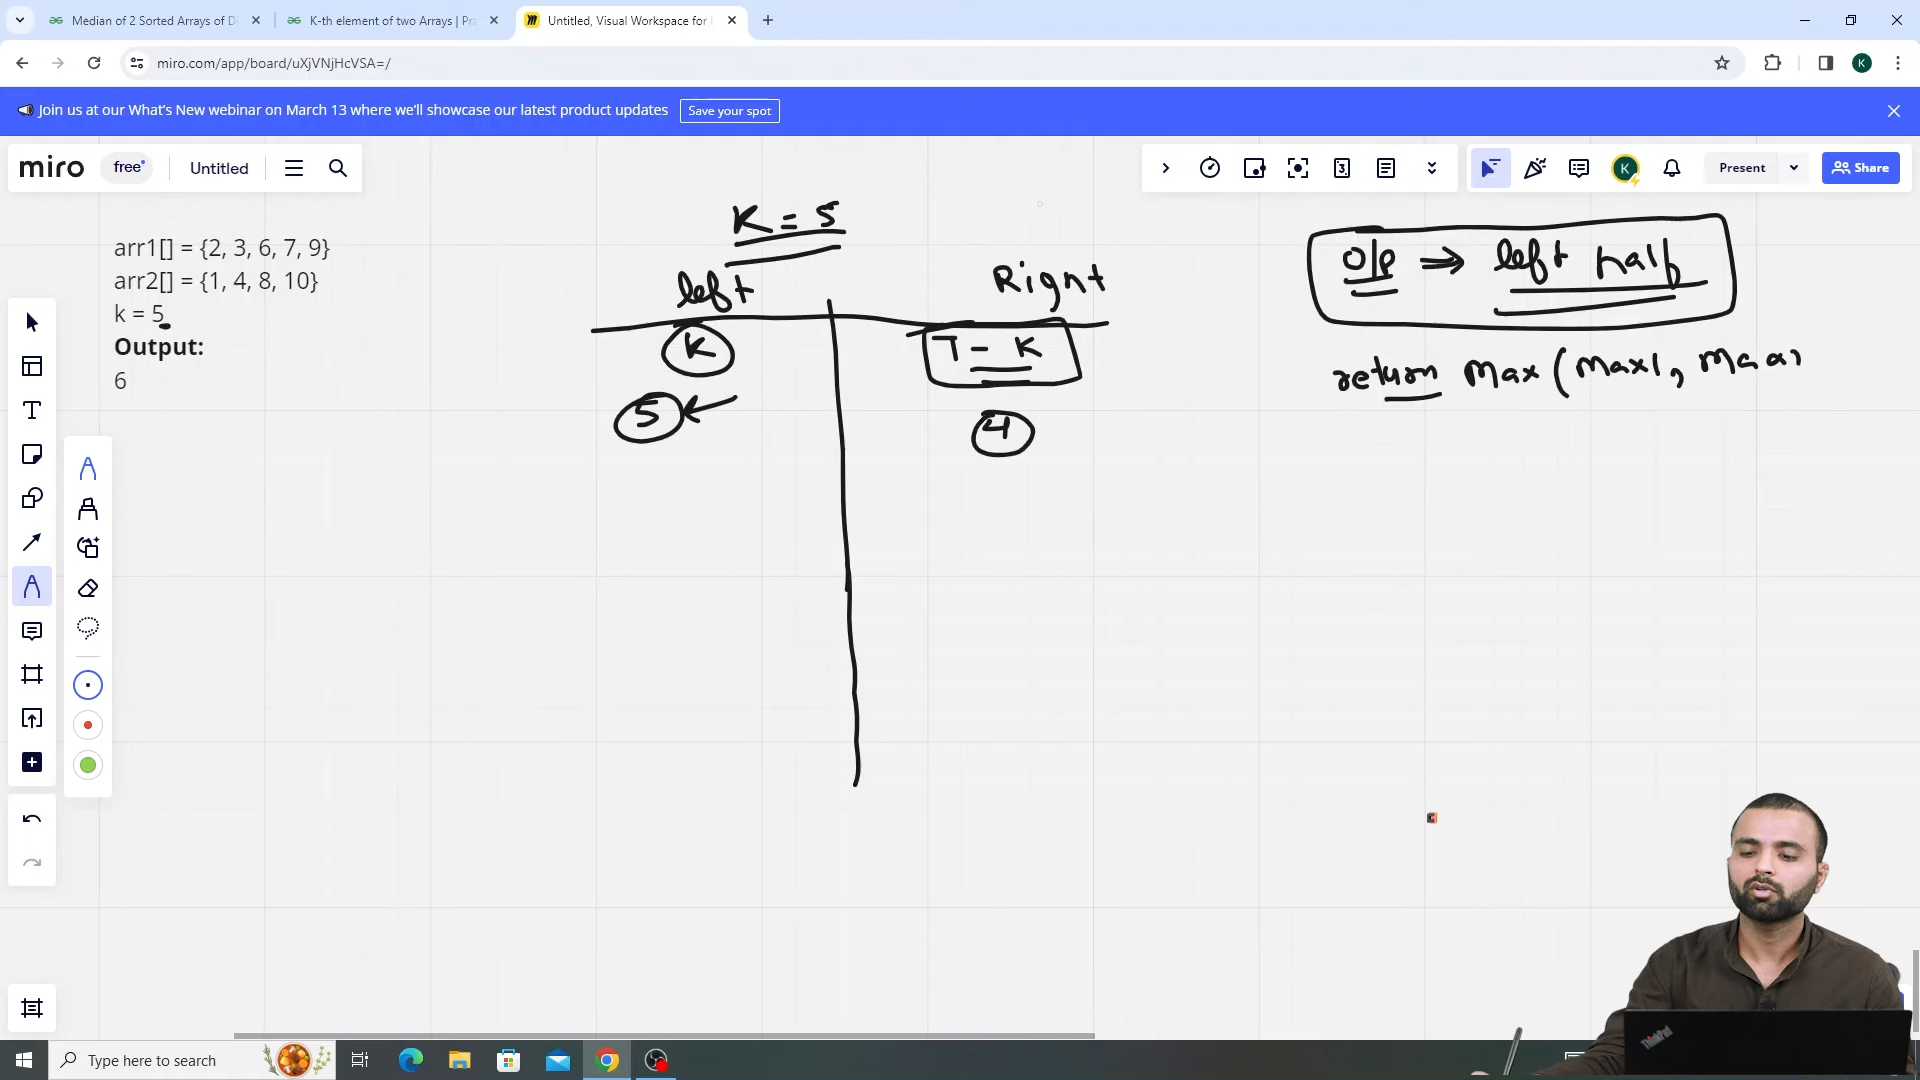 Median of 2 Sorted Arrays of D
K-th element of two Arrays | Pra
Untitled, Visual Workspace for I
miro.com/app/board/uXjVNjHcVSA=/
K
Join us at our What's New webinar on March 13 where we'll showcase our latest product updates
Save your spot
miro
free
Untitled
3
K
Present
Share
arr1[] = {2, 3, 6, 7, 9}
arr2[] = {1, 4, 8, 10}
k = 5
Output:
6
K = 5
left
Right
K
T - K
5
4
O/P ⇒ left half
return Max (Max1,
T
Type here to search
ThinkPad